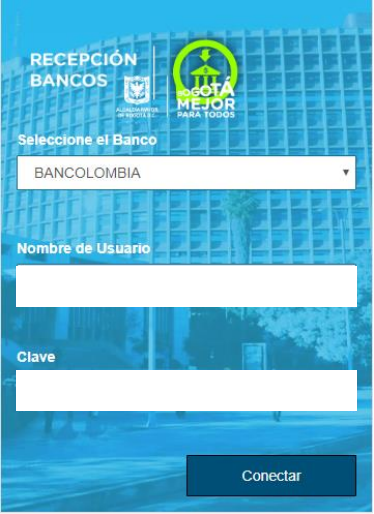 RECEPCIÓN
BANCOS
ALCALDÍA MAYOR
DE BOGOTÁ D.C.
BOGOTÁ
MEJOR
PARA TODOS
Seleccione el Banco
BANCOLOMBIA
Nombre de Usuario
Clave
Conectar